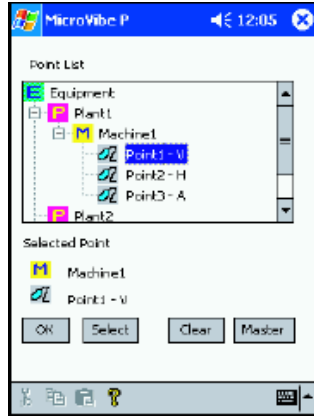 MicroVibe P 12:05
Point List
E Equipment
P Plant1
M Machine1
Point1 - V
Point2 - H
Point3 - A
P Plant2
Selected Point
M Machine1
Point1 - V
OK Select Clear Master